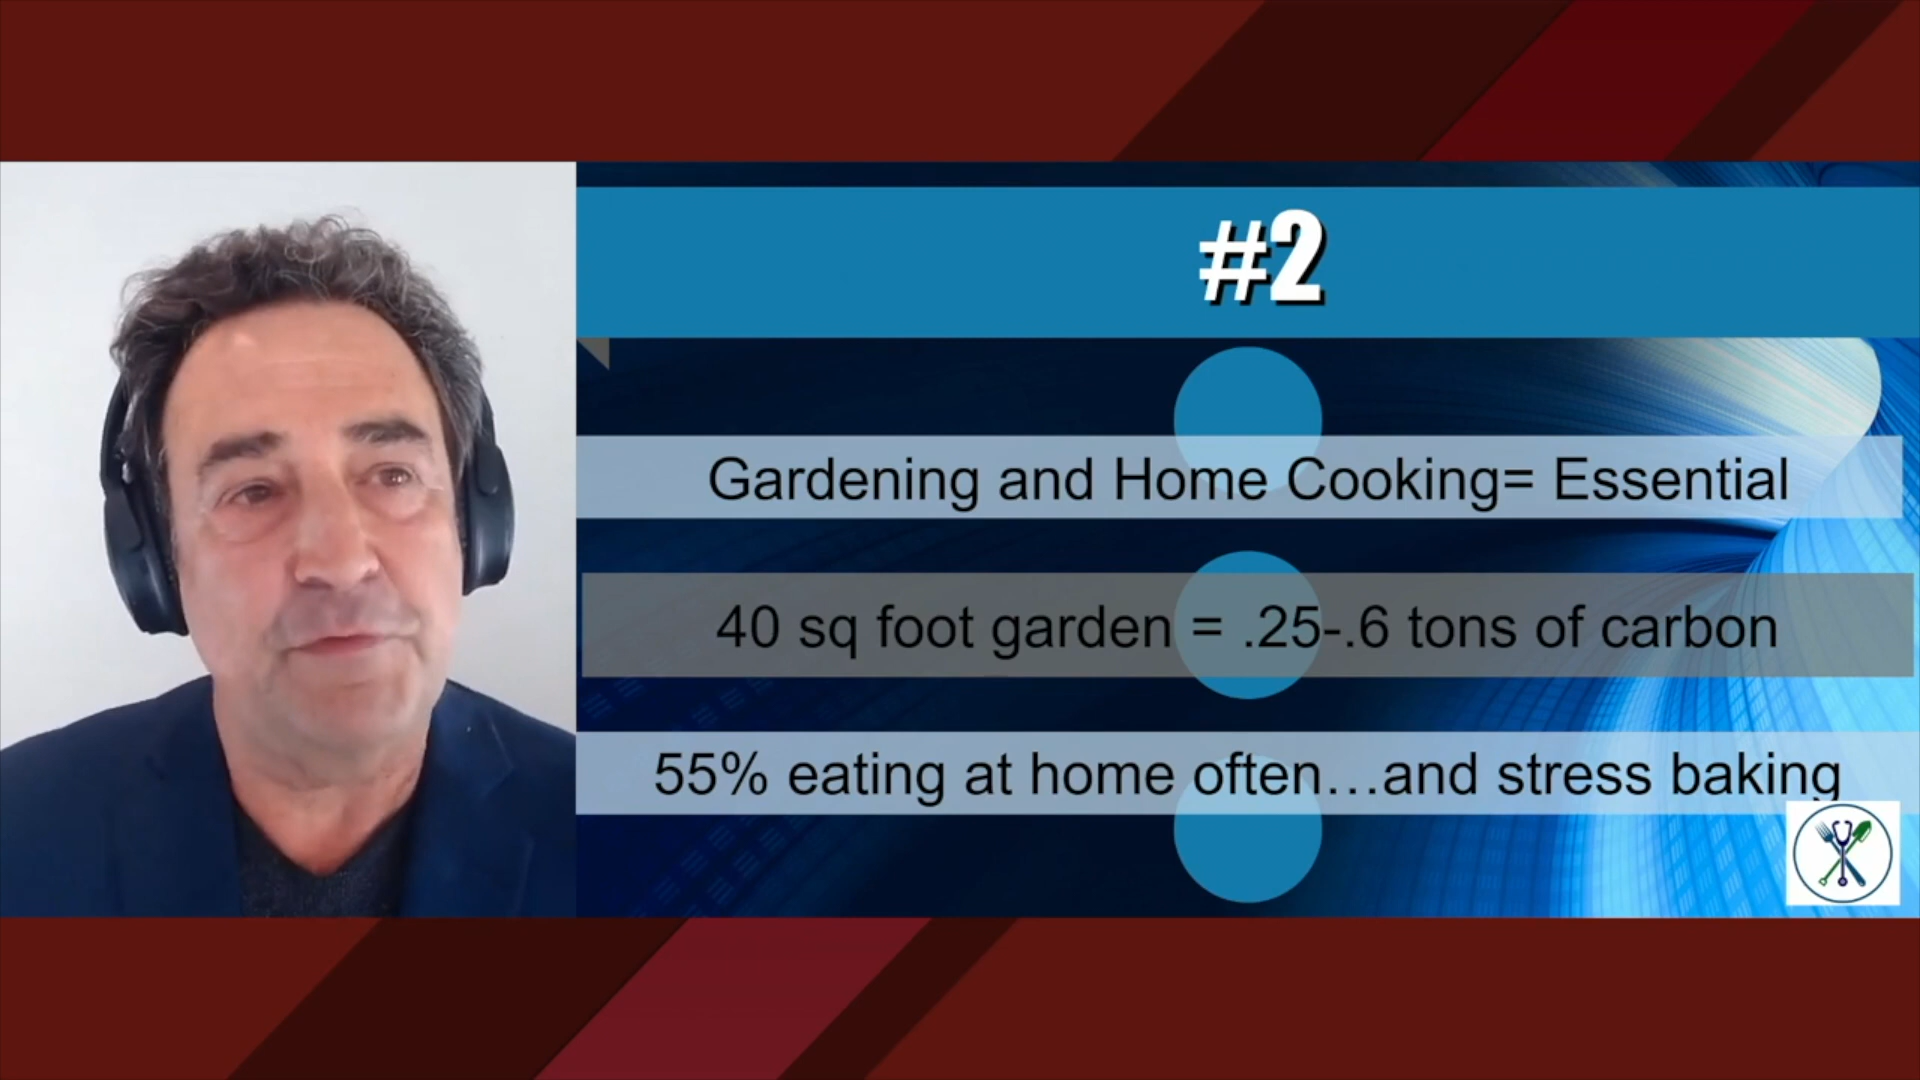 #2
Gardening and Home Cooking= Essential
40 sq foot garden = .25-.6 tons of carbon
55% eating at home often…and stress baking